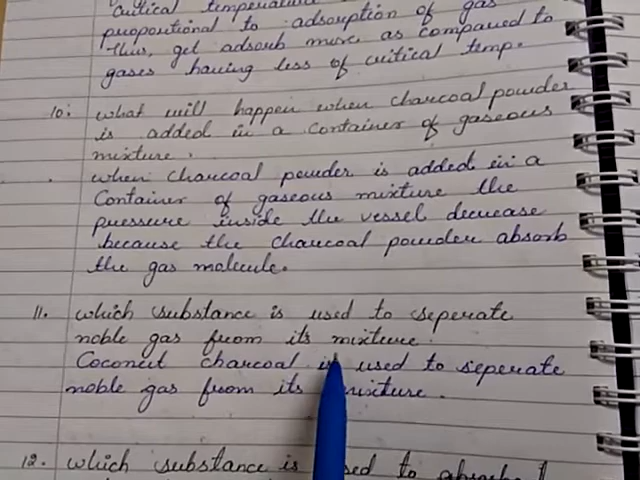 critical temperature
proportional to adsorption of gas
thus, get adsorb more as compared to
gases having less of critical temp.
10. what will happen when charcoal powder
is added in a container of gaseous
mixture.
when charcoal powder is added in a
Container of gaseous mixture the
pressure inside the vessel decrease
because the charcoal powder absorb
the gas molecule.
11. which substance is used to seperate
noble gas from its mixture.
Coconut charcoal is used to seperate
noble gas from its mixture.
12. which substance is used to absorb